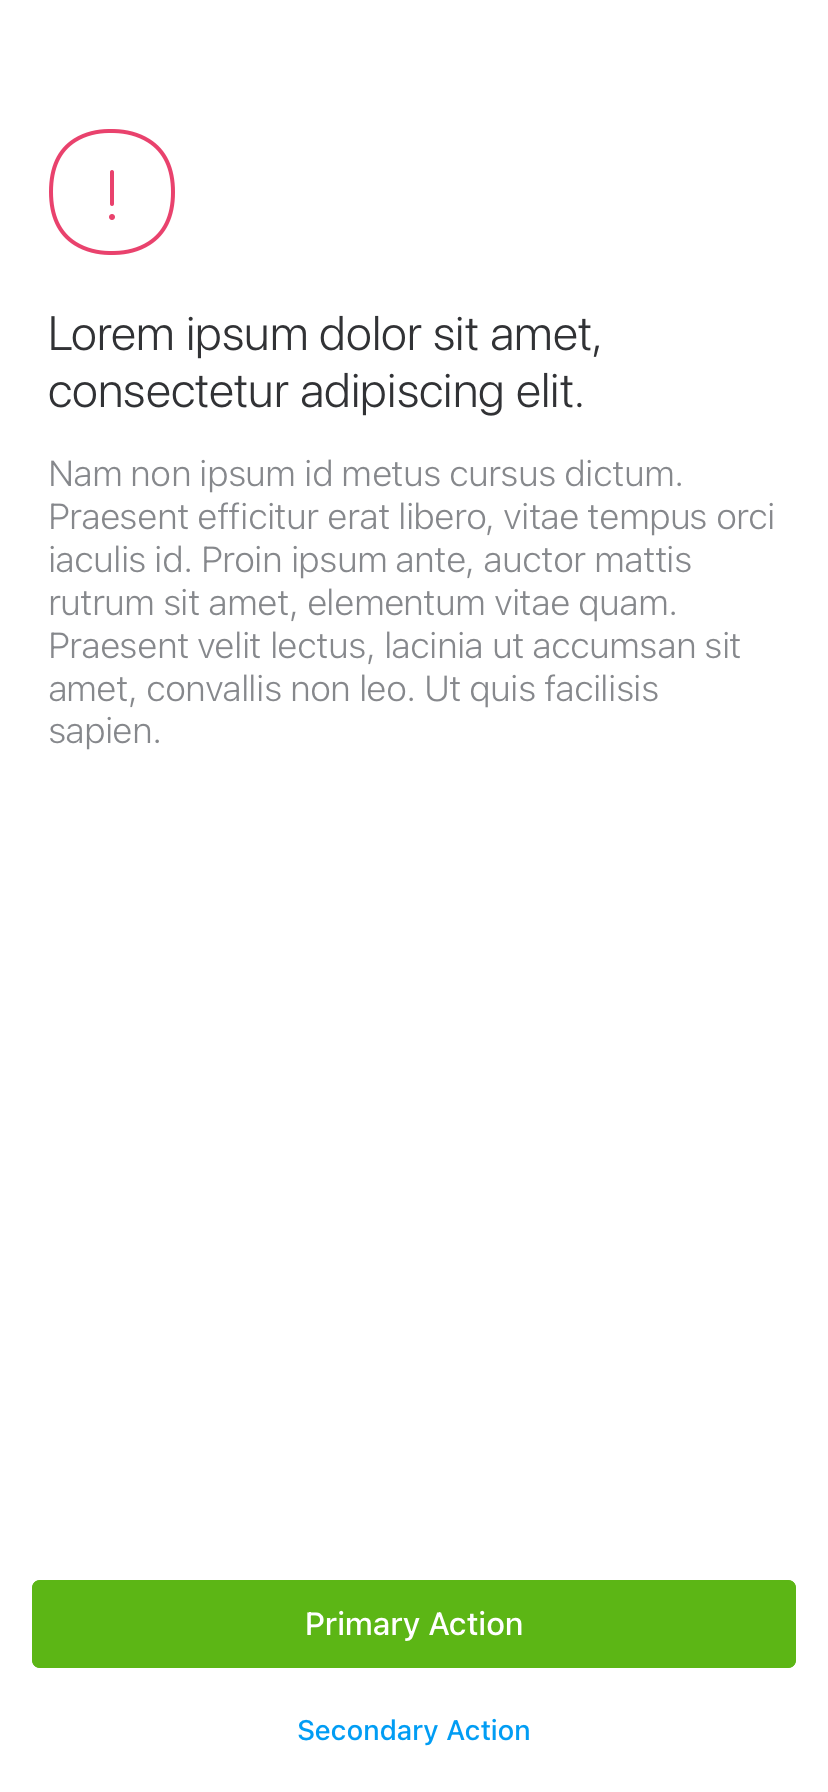 Lorem ipsum dolor sit amet,
consectetur adipiscing elit.
Nam non ipsum id metus cursus dictum.
Praesent efficitur erat libero, vitae tempus orci
iaculis id. Proin ipsum ante, auctor mattis
rutrum sit amet, elementum vitae quam.
Praesent velit lectus, lacinia ut accumsan sit
amet, convallis non leo. Ut quis facilisis
sapien.
Primary Action
Secondary Action